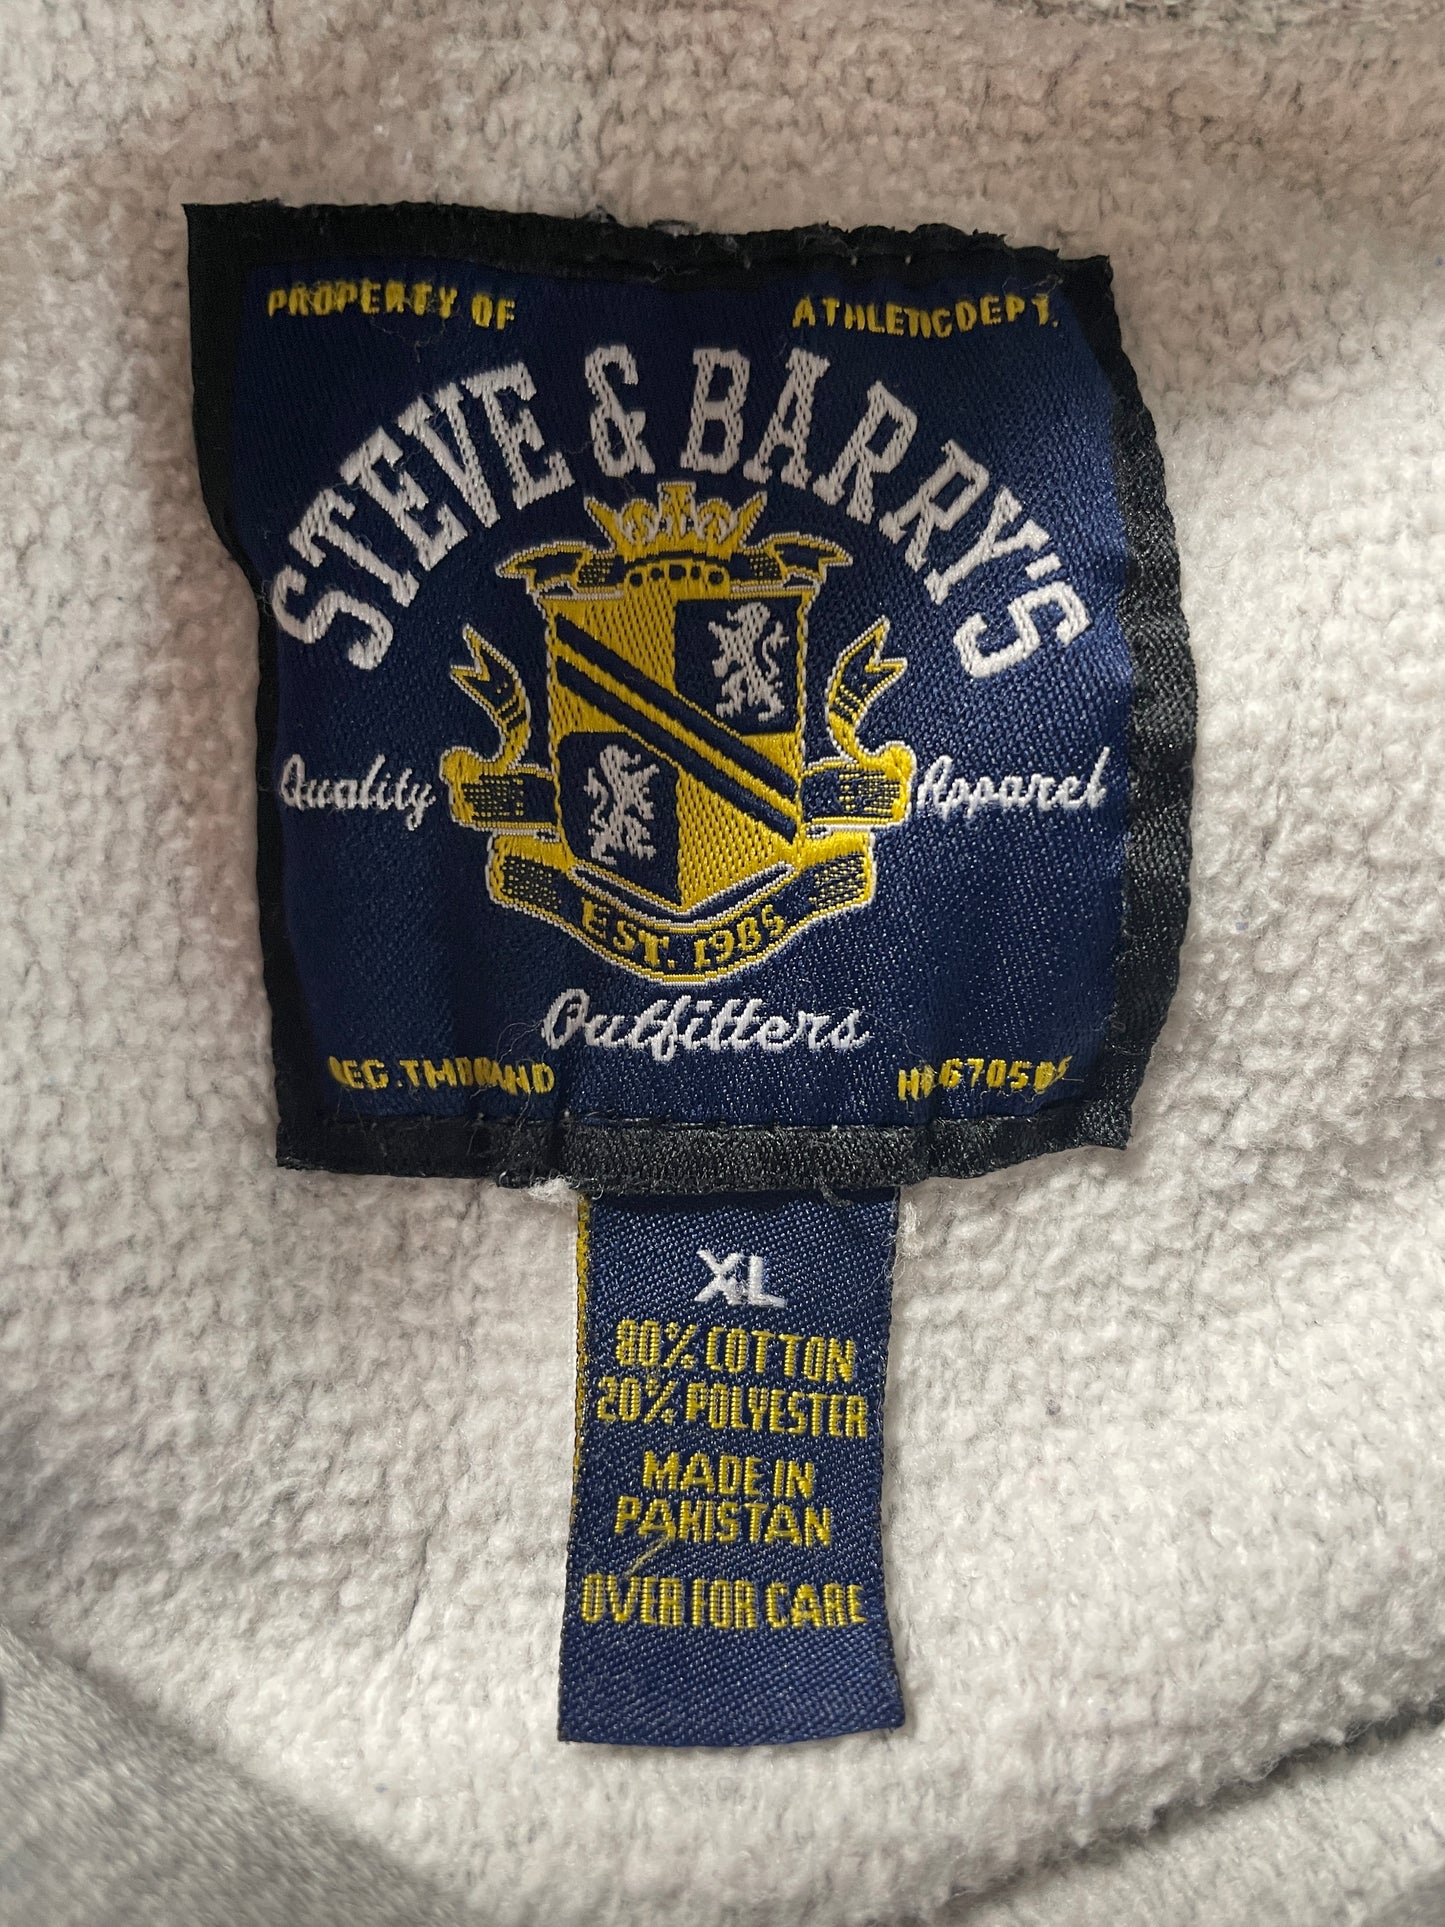 PROPERTY OF ATHLETIC DEPT.
STEVE & BARRY'S
Quality Apparel
EST. 1985
Outfitters
REG. TM BRAND
XL
80% COTTON
20% POLYESTER
MADE IN
PAKISTAN
OVER FOR CARE